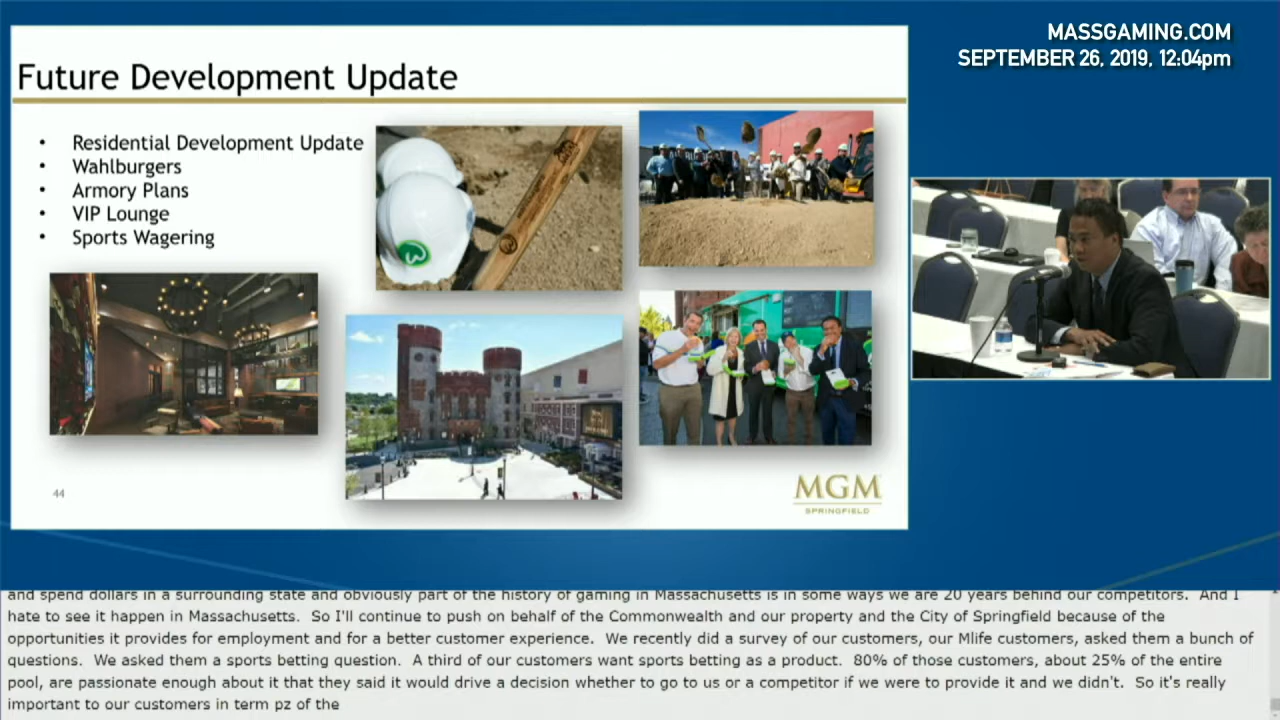 MASSGAMING.COM
SEPTEMBER 26, 2019, 12:04pm
Future Development Update
• Residential Development Update
• Wahlburgers
• Armory Plans
• VIP Lounge
• Sports Wagering
44
MGM
SPRINGFIELD
and spend dollars in a surrounding state and obviously part of the history of gaming in Massachusetts is in some ways we are 20 years behind our competitors. And I
hate to see it happen in Massachusetts. So I'll continue to push on behalf of the Commonwealth and our property and the City of Springfield because of the
opportunities it provides for employment and for a better customer experience. We recently did a survey of our customers, our Mlife customers, asked them a bunch of
questions. We asked them a sports betting question. A third of our customers want sports betting as a product. 80% of those customers, about 25% of the entire
pool, are passionate enough about it that they said it would drive a decision whether to go to us or a competitor if we were to provide it and we didn't. So it's really
important to our customers in term pz of the